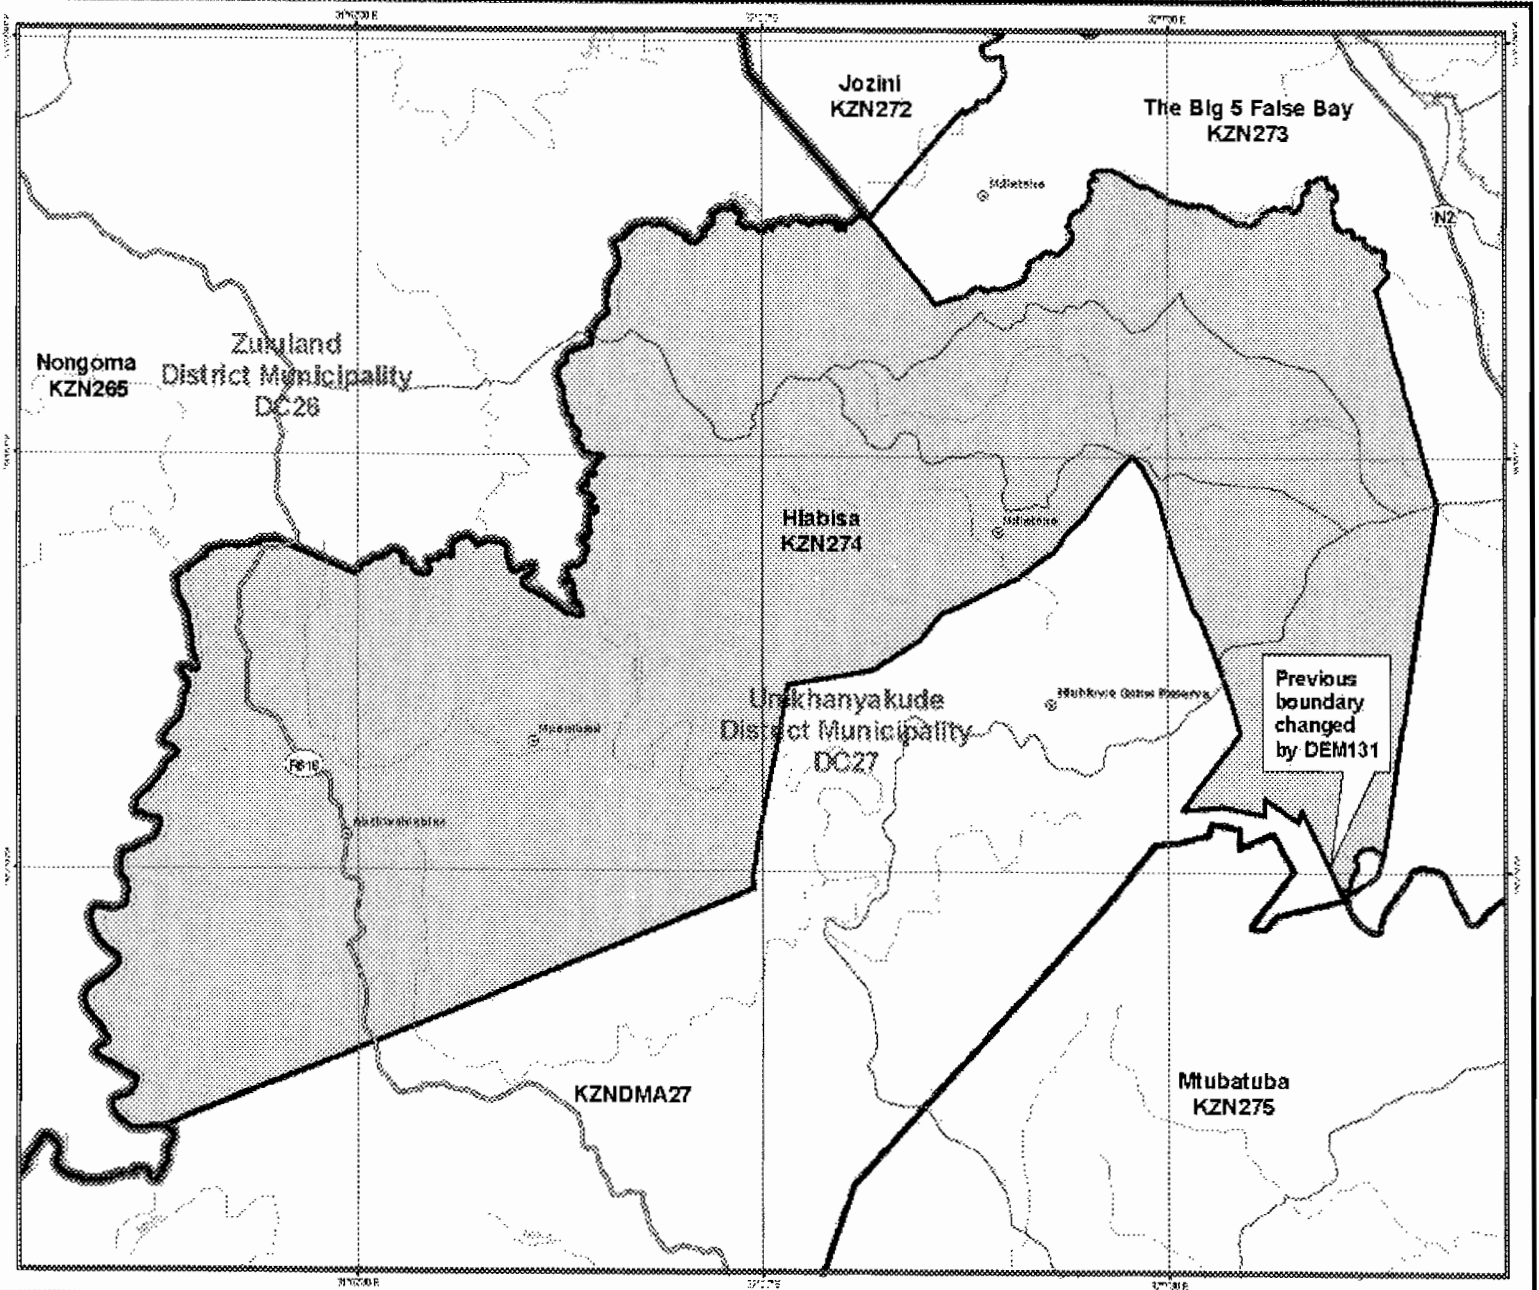 Jozini
KZN272
The Big 5 False Bay
KZN273
N2
Zululand
District Municipality
DC26
Nongoma
KZN265
Hlabisa
KZN274
Umkhanyakude
District Municipality
DC27
Previous
boundary
changed
by DEM131
R618
KZNDMA27
Mtubatuba
KZN275